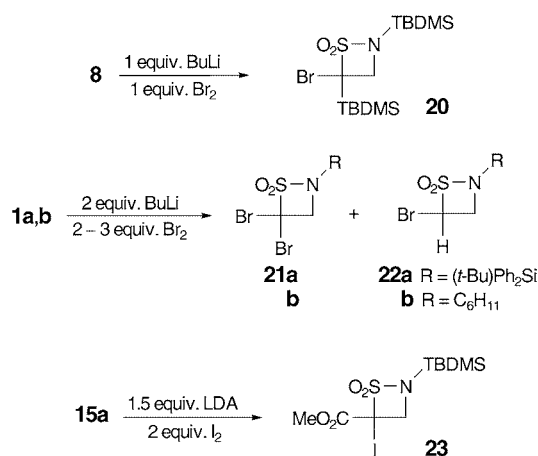 TBDMS
O₂S N
8 1 equiv. BuLi Br
1 equiv. Br₂
TBDMS 20
R R
O₂S N O₂S N
1a,b 2 equiv. BuLi Br + Br
2 – 3 equiv. Br₂
Br H
21a 22a R = (t-Bu)Ph₂Si
b b R = C₆H₁₁
TBDMS
O₂S N
15a 1.5 equiv. LDA MeO₂C
2 equiv. I₂
I 23